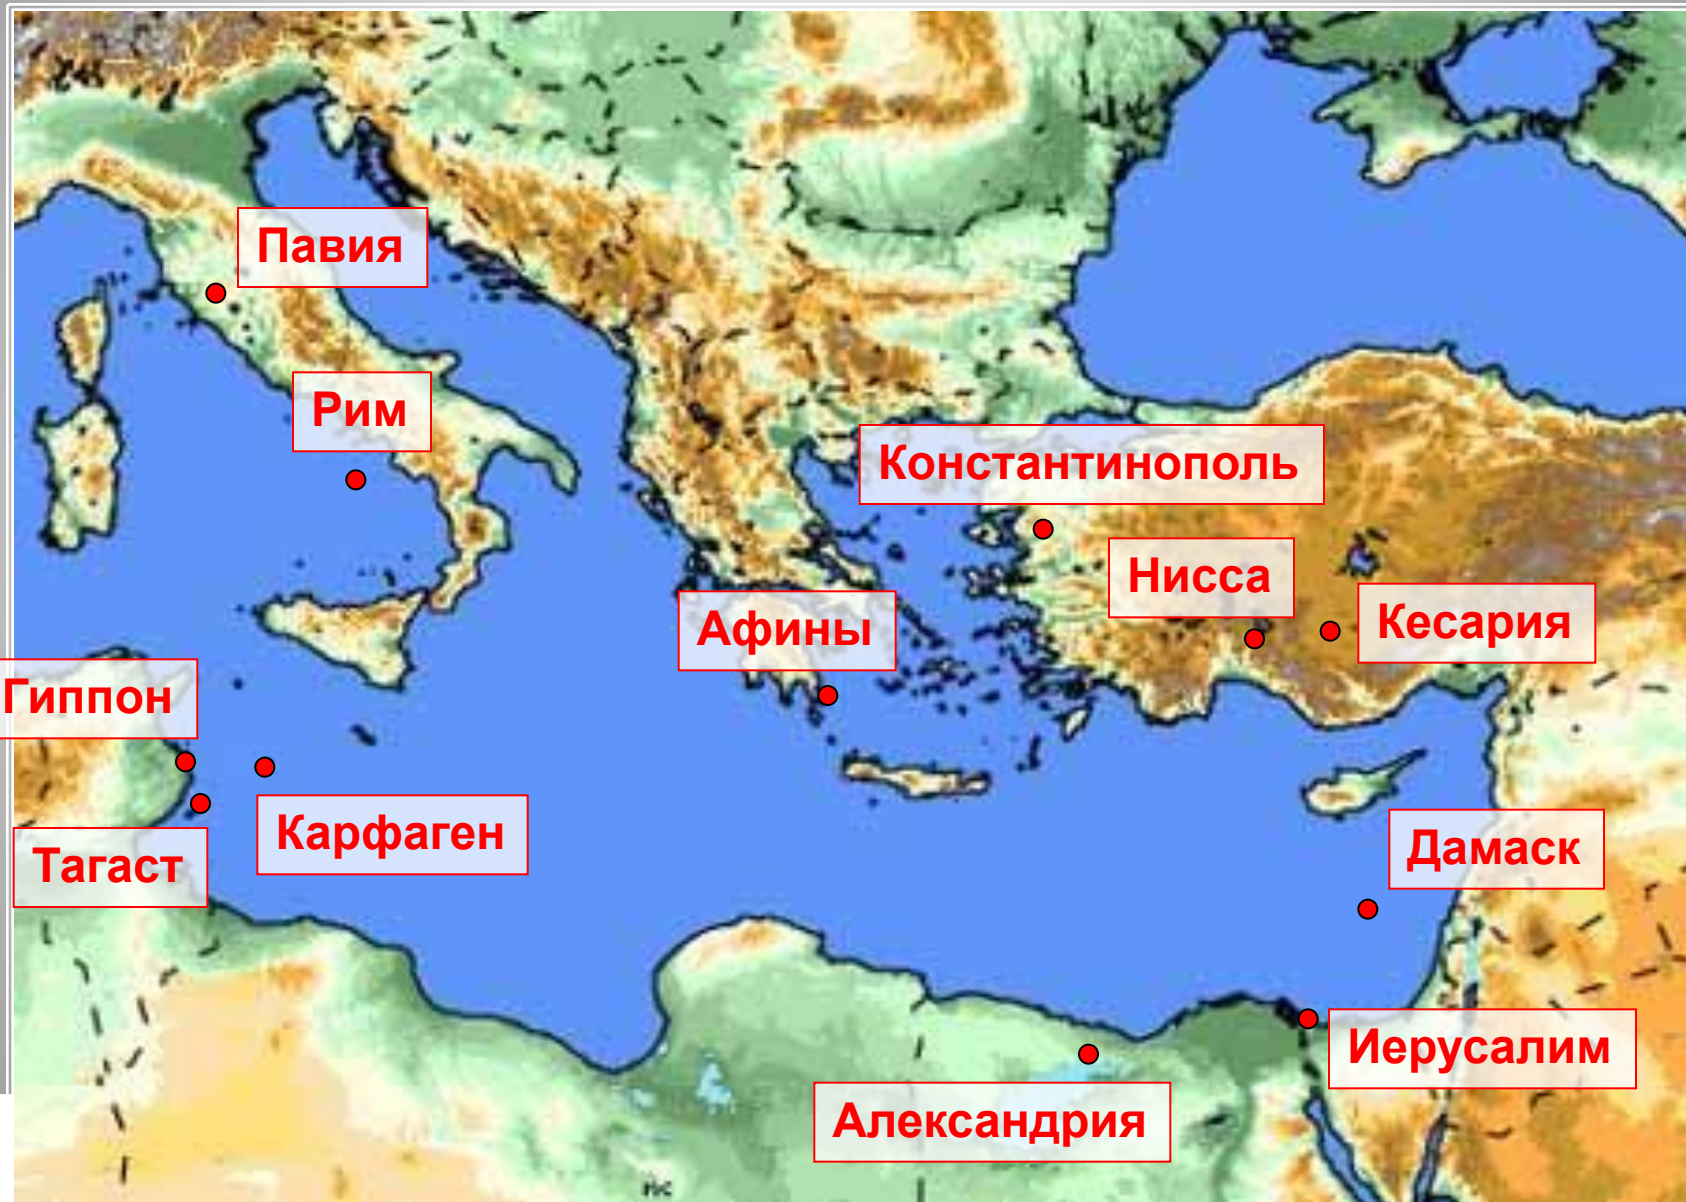 Павия
Рим
Константинополь
Нисса
Кесария
Афины
Гиппон
Карфаген
Тагаст
Дамаск
Иерусалим
Александрия